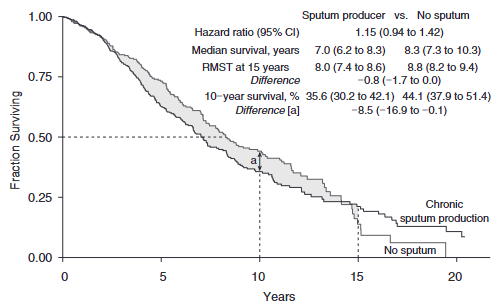 Sputum producer vs. No sputum
Hazard ratio (95% CI) 1.15 (0.94 to 1.42)
Median survival, years 7.0 (6.2 to 8.3) 8.3 (7.3 to 10.3)
RMST at 15 years 8.0 (7.4 to 8.6) 8.8 (8.2 to 9.4)
Difference −0.8 (−1.7 to 0.0)
10−year survival, % 35.6 (30.2 to 42.1) 44.1 (37.9 to 51.4)
Difference [a] −8.5 (−16.9 to −0.1)
Fraction Surviving
1.00
0.75
0.50
0.25
0.00
a
Chronic
sputum production
No sputum
0 5 10 15 20
Years